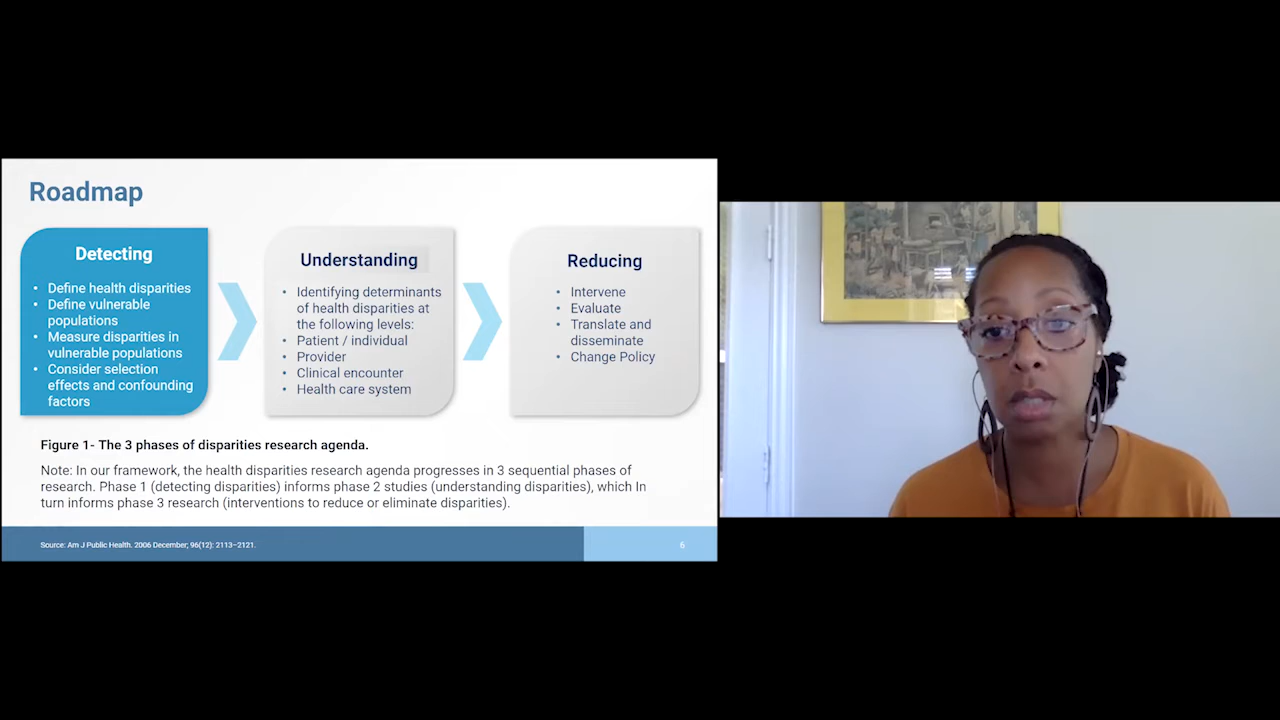 Roadmap
Detecting
• Define health disparities
• Define vulnerable
populations
• Measure disparities in
vulnerable populations
• Consider selection
effects and confounding
factors
Understanding
• Identifying determinants
of health disparities at
the following levels:
• Patient / individual
• Provider
• Clinical encounter
• Health care system
Reducing
• Intervene
• Evaluate
• Translate and
disseminate
• Change Policy
Figure 1- The 3 phases of disparities research agenda.
Note: In our framework, the health disparities research agenda progresses in 3 sequential phases of
research. Phase 1 (detecting disparities) informs phase 2 studies (understanding disparities), which In
turn informs phase 3 research (interventions to reduce or eliminate disparities).
Source: Am J Public Health. 2006 December; 96(12): 2113–2121.
6